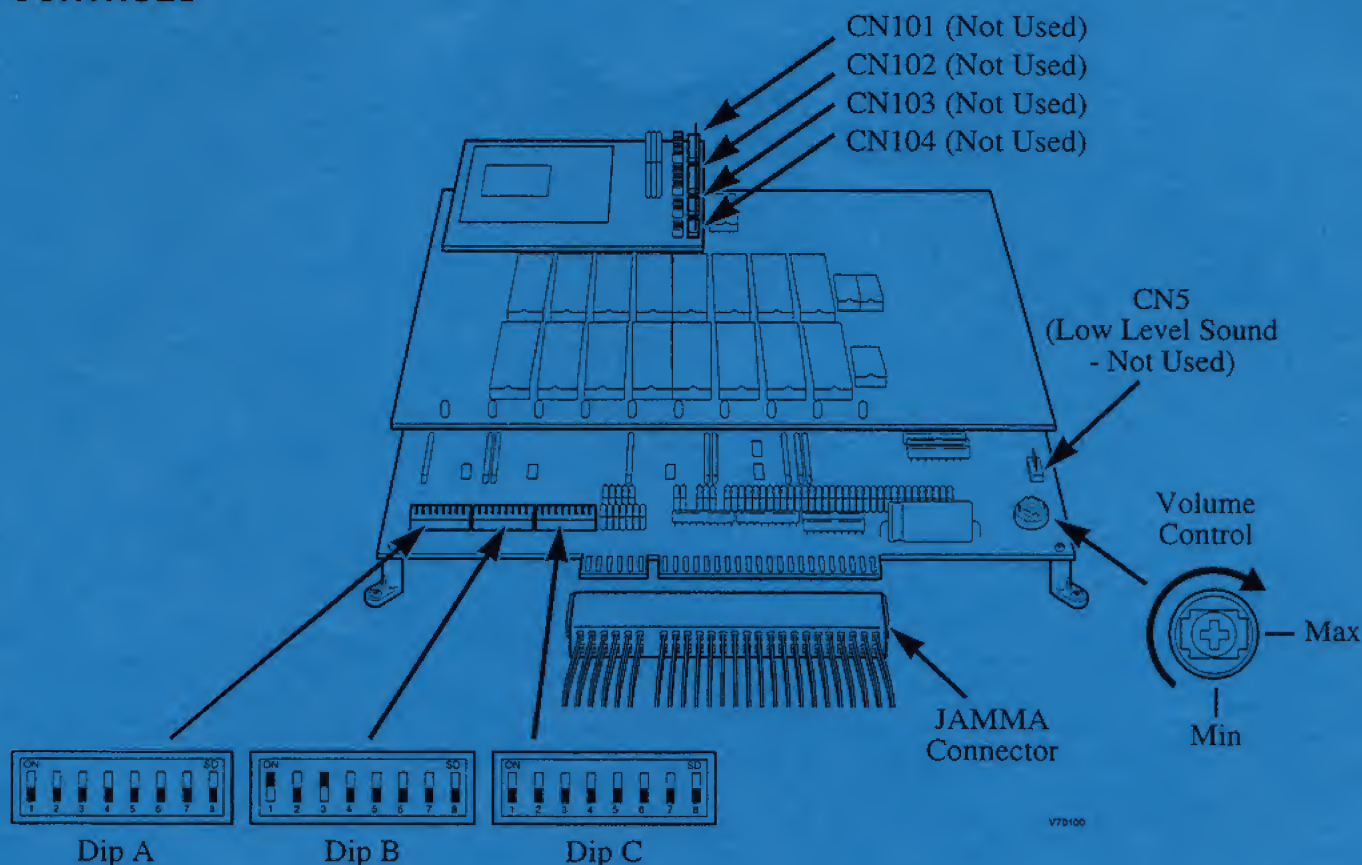 CN101 (Not Used)
CN102 (Not Used)
CN103 (Not Used)
CN104 (Not Used)
CN5
(Low Level Sound
- Not Used)
Volume
Control
Max
Min
JAMMA
Connector
ON SD
1 2 3 4 5 6 7 8
Dip A
ON SD
1 2 3 4 5 6 7 8
Dip B
ON SD
1 2 3 4 5 6 7 8
Dip C
V7D100